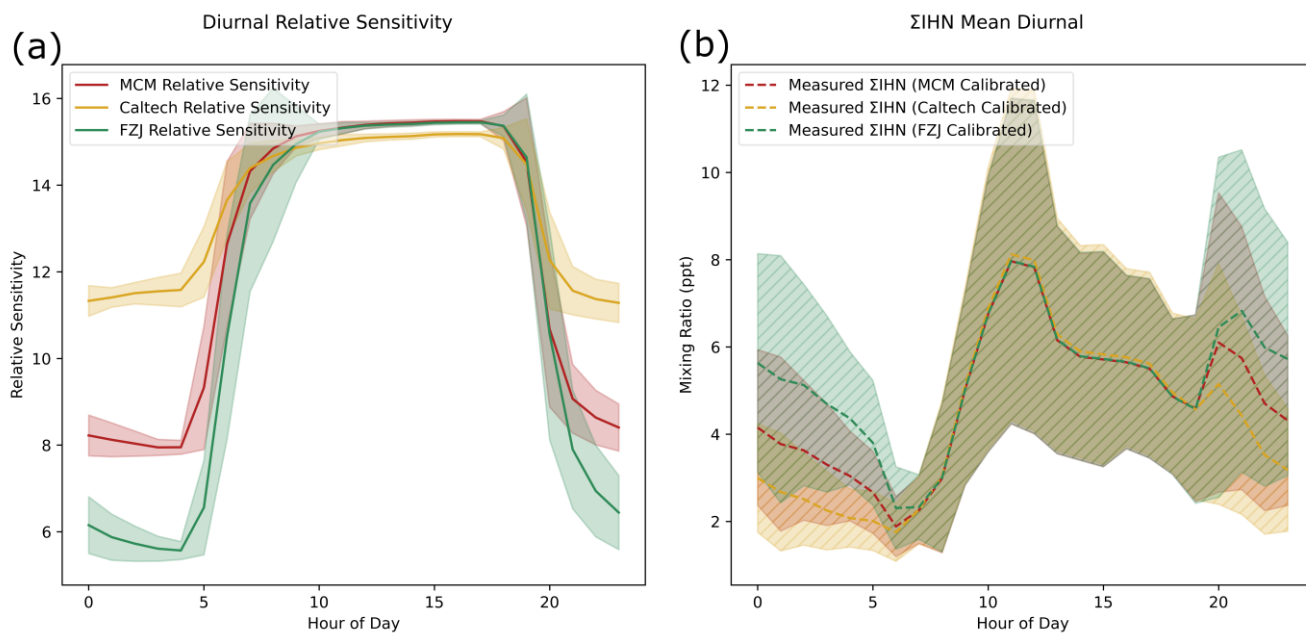 Diurnal Relative Sensitivity
(a)
MCM Relative Sensitivity
Caltech Relative Sensitivity
FZJ Relative Sensitivity
Relative Sensitivity
16
14
12
10
8
6
0 5 10 15 20
Hour of Day
ΣIHN Mean Diurnal
(b)
Measured ΣIHN (MCM Calibrated)
Measured ΣIHN (Caltech Calibrated)
Measured ΣIHN (FZJ Calibrated)
Mixing Ratio (ppt)
12
10
8
6
4
2
0 5 10 15 20
Hour of Day